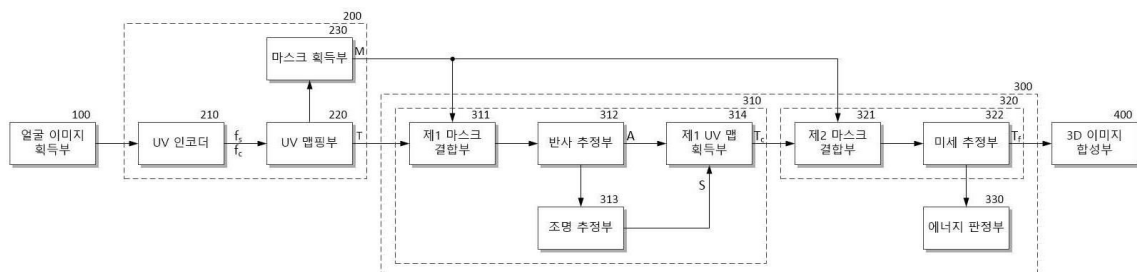 200
230
마스크 획득부
M
300
100
210
220
310
311
312
314
320
321
322
400
얼굴 이미지
획득부
UV 인코더
fs
fc
UV 맵핑부
T
제1 마스크
결합부
반사 추정부
A
제1 UV 맵
획득부
Tc
제2 마스크
결합부
미세 추정부
Tf
3D 이미지
합성부
S
313
조명 추정부
330
에너지 판정부